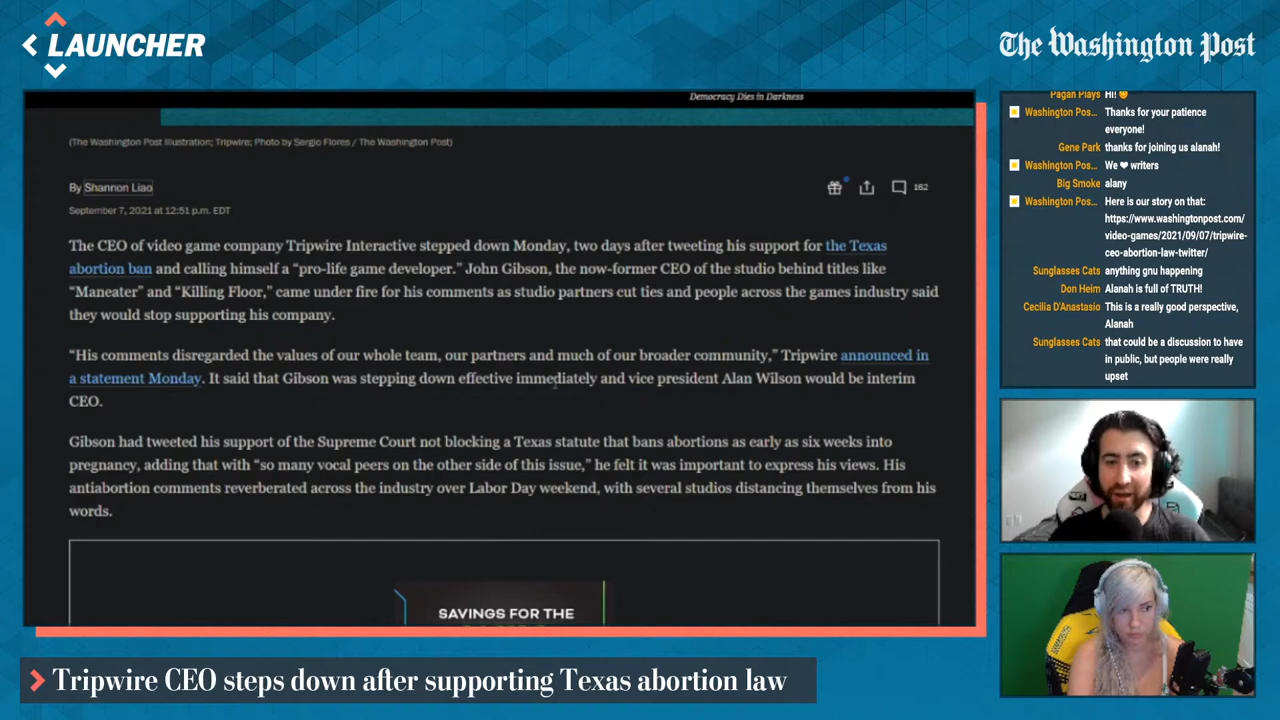 LAUNCHER
The Washington Post
Democracy Dies in Darkness
(The Washington Post Illustration; Tripwire; Photo by Sergio Flores / The Washington Post)
By Shannon Liao
162
September 7, 2021 at 12:51 p.m. EDT
The CEO of video game company Tripwire Interactive stepped down Monday, two days after tweeting his support for the Texas
abortion ban and calling himself a “pro-life game developer.” John Gibson, the now-former CEO of the studio behind titles like
“Maneater” and “Killing Floor,” came under fire for his comments as studio partners cut ties and people across the games industry said
they would stop supporting his company.
“His comments disregarded the values of our whole team, our partners and much of our broader community,” Tripwire announced in
a statement Monday. It said that Gibson was stepping down effective immediately and vice president Alan Wilson would be interim
CEO.
Gibson had tweeted his support of the Supreme Court not blocking a Texas statute that bans abortions as early as six weeks into
pregnancy, adding that with “so many vocal peers on the other side of this issue,” he felt it was important to express his views. His
antiabortion comments reverberated across the industry over Labor Day weekend, with several studios distancing themselves from his
words.
SAVINGS FOR THE
Pagan Plays Hi!
Washington Pos... Thanks for your patience
everyone!
Gene Park thanks for joining us alanah!
Washington Pos... We ❤ writers
Big Smoke alany
Washington Pos... Here is our story on that:
https://www.washingtonpost.com/
video-games/2021/09/07/tripwire-
ceo-abortion-law-twitter/
Sunglasses Cats anything gnu happening
Don Heim Alanah is full of TRUTH!
Cecilia D'Anastasio This is a really good perspective,
Alanah
Sunglasses Cats that could be a discussion to have
in public, but people were really
upset
Tripwire CEO steps down after supporting Texas abortion law